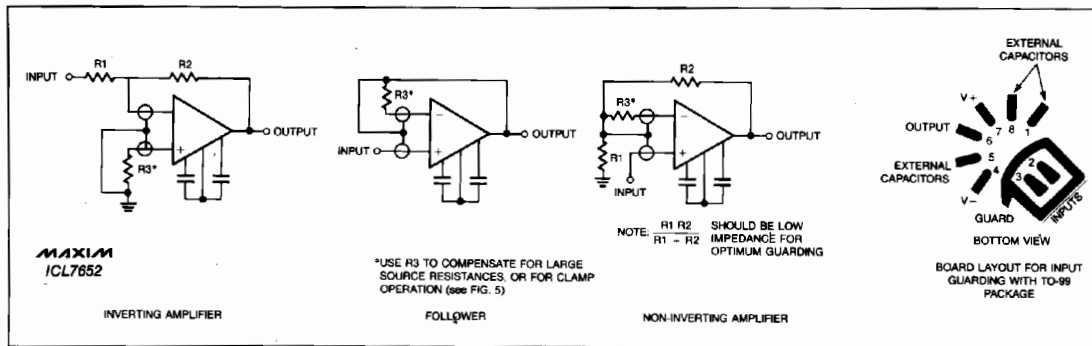 INPUT
R1
R2
R3*
−
+
OUTPUT
MAXIM
ICL7652
INVERTING AMPLIFIER
R3*
−
+
INPUT
OUTPUT
*USE R3 TO COMPENSATE FOR LARGE
SOURCE RESISTANCES, OR FOR CLAMP
OPERATION (see FIG. 5)
FOLLOWER
R2
R3*
−
+
R1
INPUT
OUTPUT
NOTE: R1 R2 / R1 − R2 SHOULD BE LOW
IMPEDANCE FOR
OPTIMUM GUARDING
NON-INVERTING AMPLIFIER
EXTERNAL
CAPACITORS
V+
7
8
1
OUTPUT
6
EXTERNAL
CAPACITORS
5
4
2
3
V−
GUARD
INPUTS
BOTTOM VIEW
BOARD LAYOUT FOR INPUT
GUARDING WITH TO-99
PACKAGE